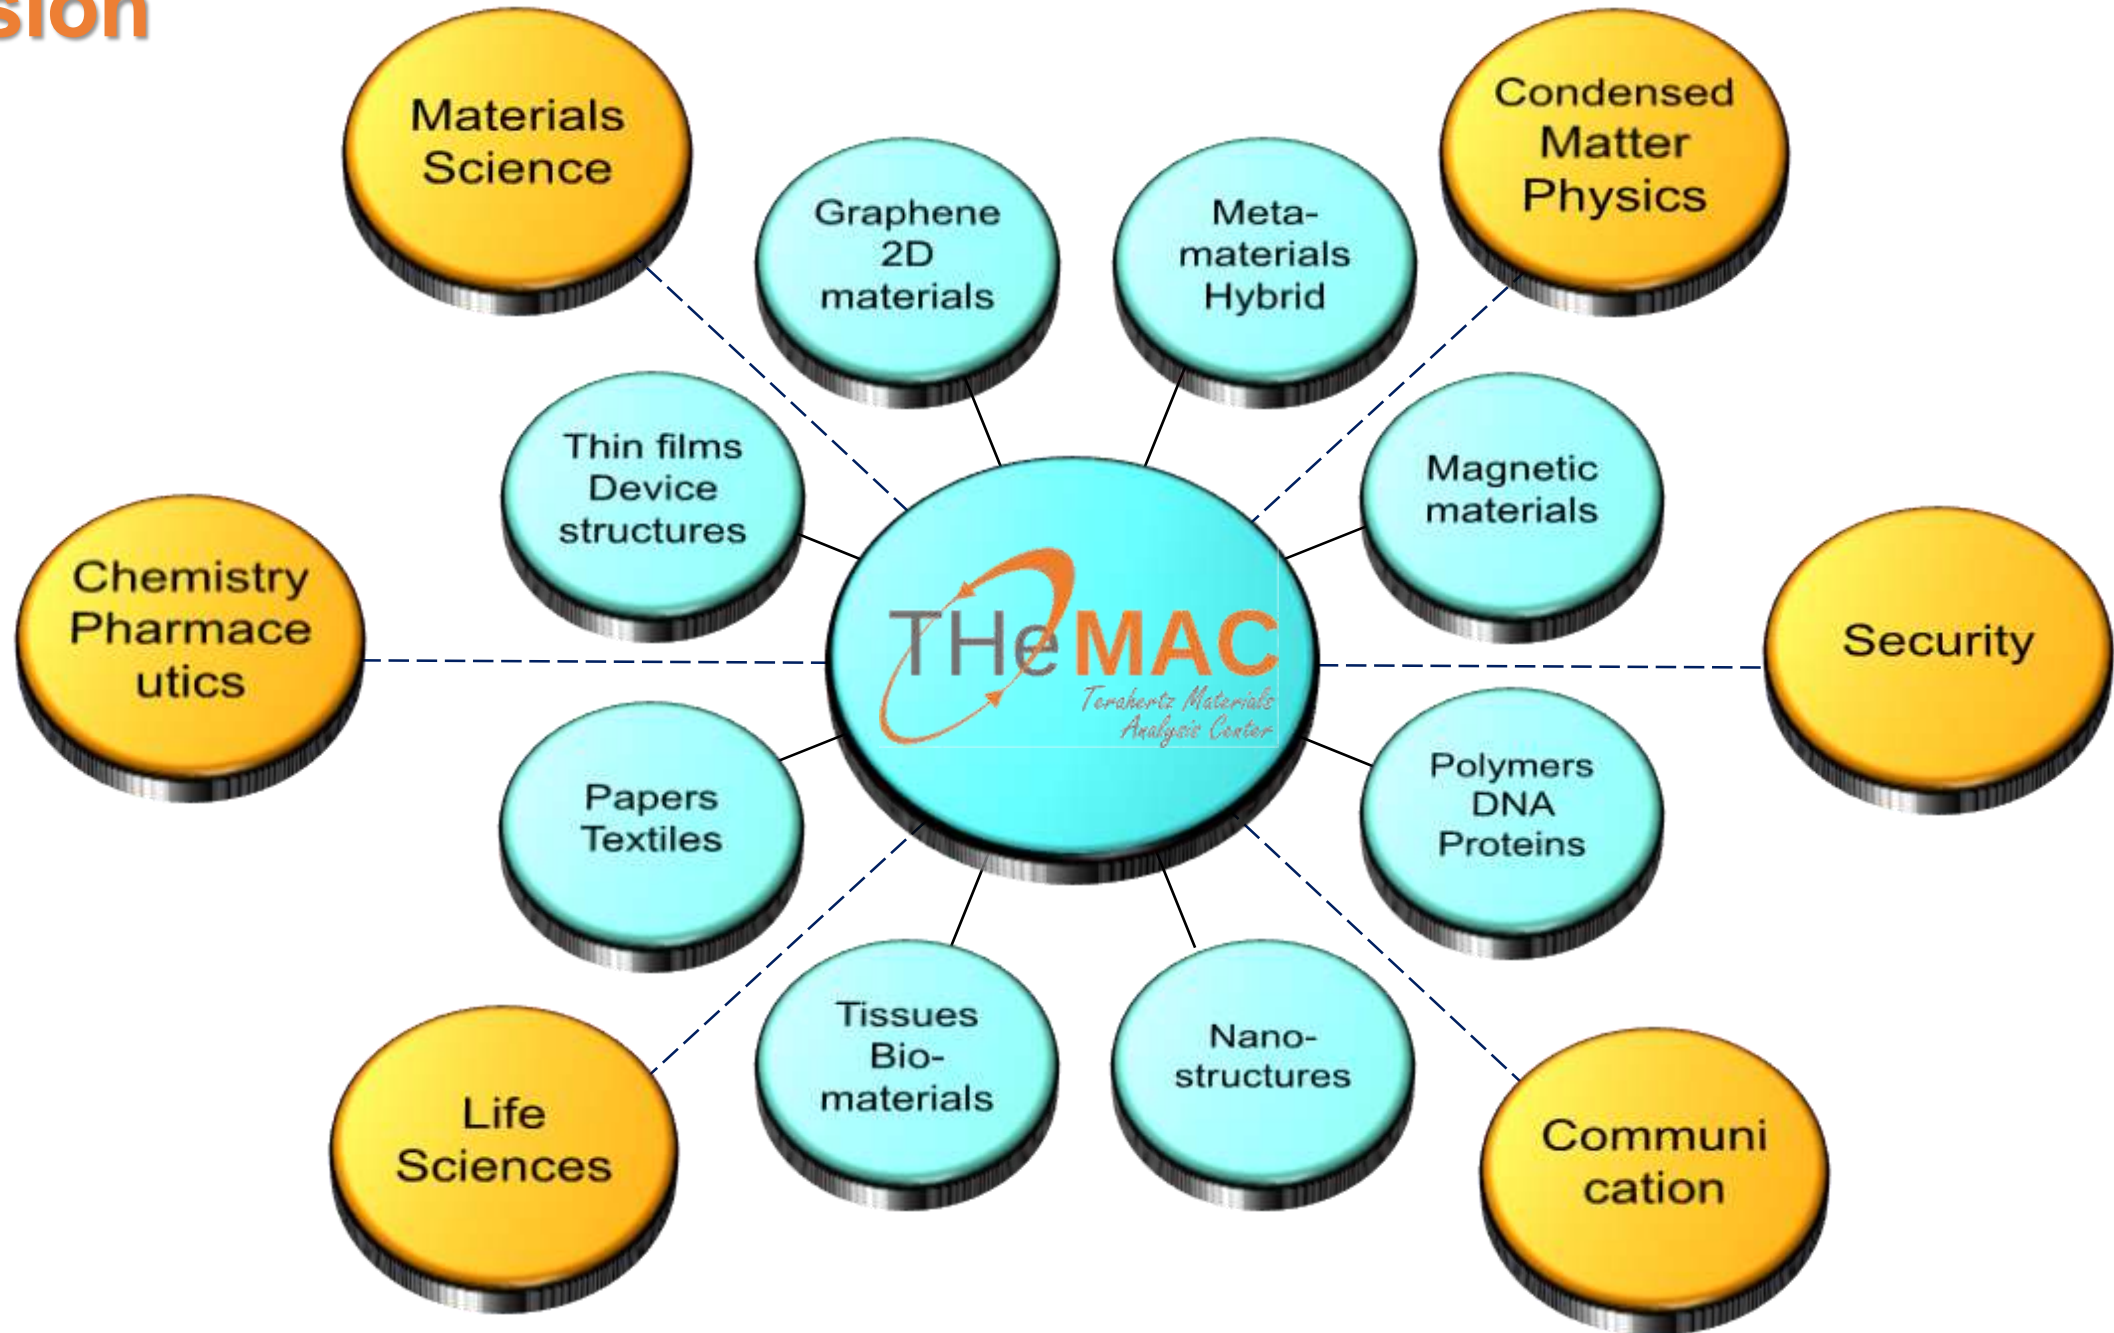 sion
Materials
Science
Condensed
Matter
Physics
Graphene
2D
materials
Meta-
materials
Hybrid
Thin films
Device
structures
Magnetic
materials
Chemistry
Pharmace
utics
THeMAC
Terahertz Materials
Analysis Center
Security
Papers
Textiles
Polymers
DNA
Proteins
Tissues
Bio-
materials
Nano-
structures
Life
Sciences
Communi
cation